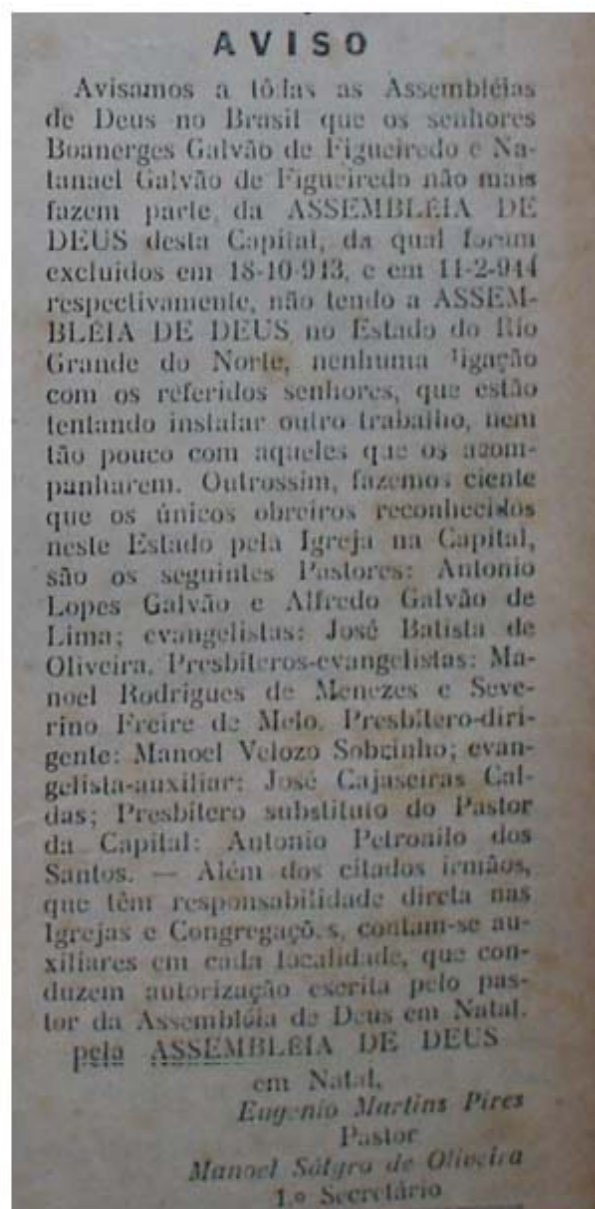 AVISO
Avisamos a tôdas as Assembléias
de Deus no Brasil que os senhores
Boanerges Galvão de Figueiredo e Na-
tanael Galvão de Figueiredo não mais
fazem parte da ASSEMBLÉIA DE
DEUS desta Capital, da qual foram
excluidos em 18-10-943, e em 11-2-944
respectivamente, não tendo a ASSEM-
BLÉIA DE DEUS no Estado do Rio
Grande do Norte, nenhuma ligação
com os referidos senhores, que estão
tentando instalar outro trabalho, nem
tão pouco com aqueles que os acom-
panharem. Outrossim, fazemos ciente
que os únicos obreiros reconhecidos
neste Estado pela Igreja na Capital,
são os seguintes Pastores: Antonio
Lopes Galvão e Alfredo Galvão de
Lima; evangelistas: José Batista de
Oliveira. Presbiteros-evangelistas: Ma-
noel Rodrigues de Menezes e Seve-
rino Freire de Melo. Presbitero-diri-
gente: Manoel Velozo Sobrinho; evan-
gelista-auxiliar: José Cajaseiras Cal-
das; Presbitero substituto do Pastor
da Capital: Antonio Petronilo dos
Santos. — Além dos citados irmãos,
que têm responsabilidade direta nas
Igrejas e Congregações, contam-se au-
xiliares em cada localidade, que con-
duzem autorização escrita pelo pas-
tor da Assembléia de Deus em Natal.
pela ASSEMBLÉIA DE DEUS
em Natal,
Eugenio Martins Pires
Pastor
Manoel Sátyro de Oliveira
1.º Secretário